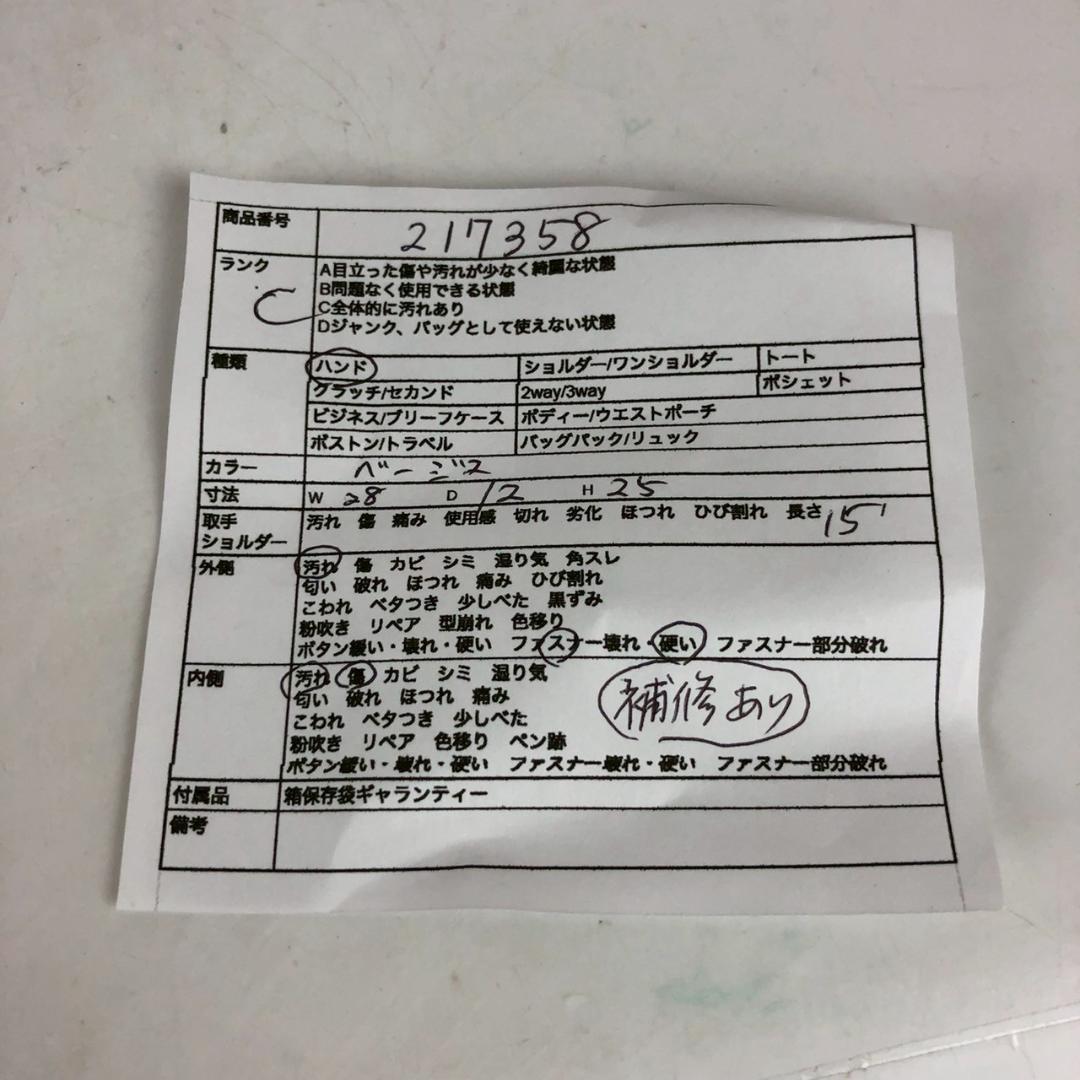 商品番号 217358
ランク C
A目立った傷や汚れが少なく綺麗な状態
B問題なく使用できる状態
C全体的に汚れあり
Dジャンク、バッグとして使えない状態
種類 ハンド ショルダー/ワンショルダー トート
クラッチ/セカンド 2way/3way ポシェット
ビジネス/ブリーフケース ボディー/ウエストポーチ
ボストン/トラベル バッグパック/リュック
カラー ベージュ
寸法 W 28 D 12 H 25
取手 汚れ 傷 痛み 使用感 切れ 劣化 ほつれ ひび割れ 長さ 15
ショルダー
外側 汚れ 傷 カビ シミ 湿り気 角スレ
匂い 破れ ほつれ 痛み ひび割れ
こわれ ベタつき 少しべた 黒ずみ
粉吹き リペア 型崩れ 色移り
ボタン緩い・壊れ・硬い ファスナー壊れ・硬い ファスナー部分破れ
内側 汚れ 傷 カビ シミ 湿り気
匂い 破れ ほつれ 痛み
補修あり
こわれ ベタつき 少しべた
粉吹き リペア 色移り ペン跡
ボタン緩い・壊れ・硬い ファスナー壊れ・硬い ファスナー部分破れ
付属品 箱保存袋ギャランティー
備考